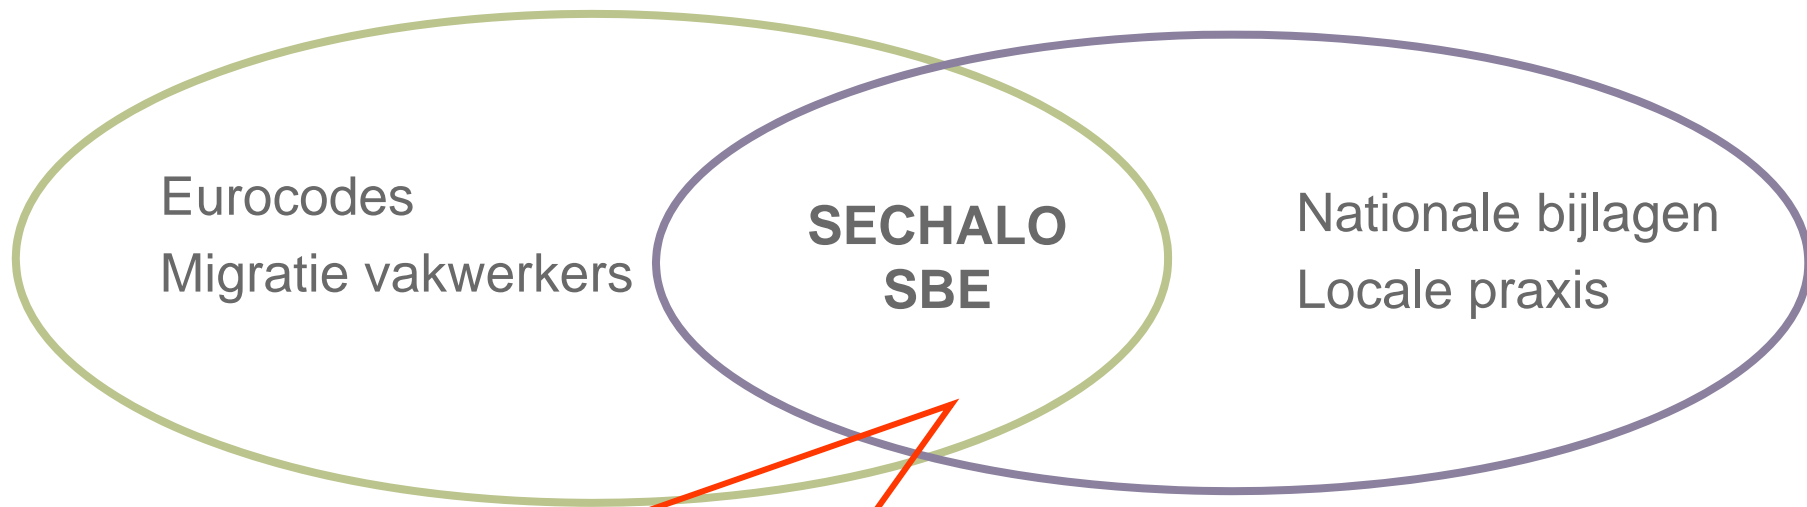 Eurocodes
Migratie vakwerkers
SECHALO
SBE
Nationale bijlagen
Locale praxis